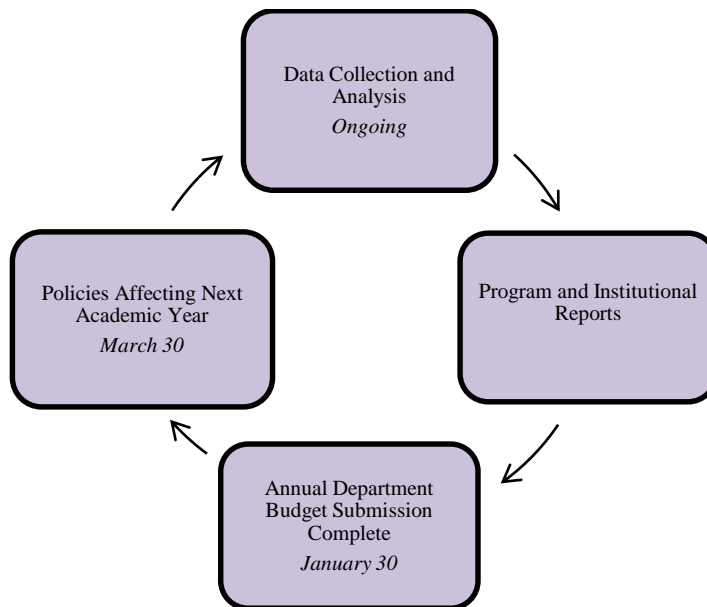 Data Collection and
Analysis
Ongoing
Program and Institutional
Reports
Annual Department
Budget Submission
Complete
January 30
Policies Affecting Next
Academic Year
March 30